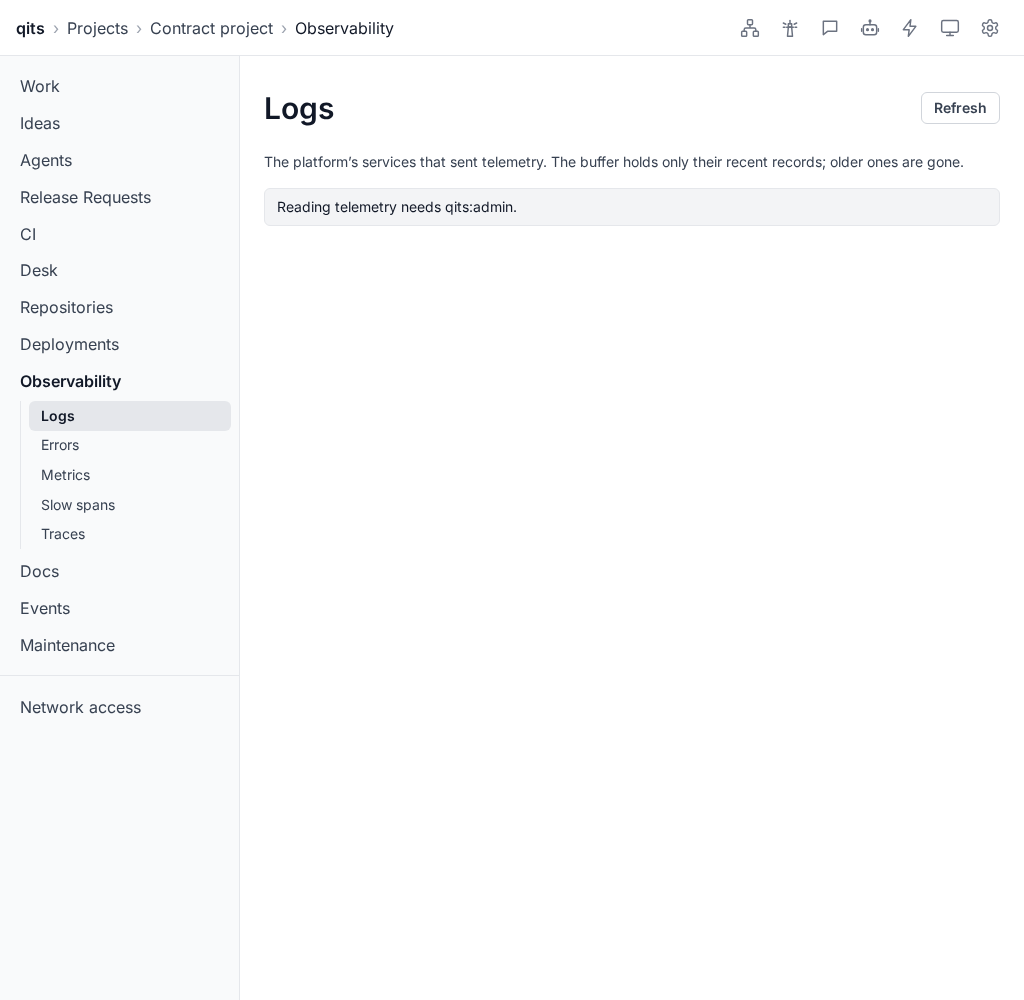 qits › Projects › Contract project › Observability
Work
Ideas
Agents
Release Requests
CI
Desk
Repositories
Deployments
Observability
Logs
Errors
Metrics
Slow spans
Traces
Docs
Events
Maintenance
Network access
Logs
Refresh
The platform’s services that sent telemetry. The buffer holds only their recent records; older ones are gone.
Reading telemetry needs qits:admin.